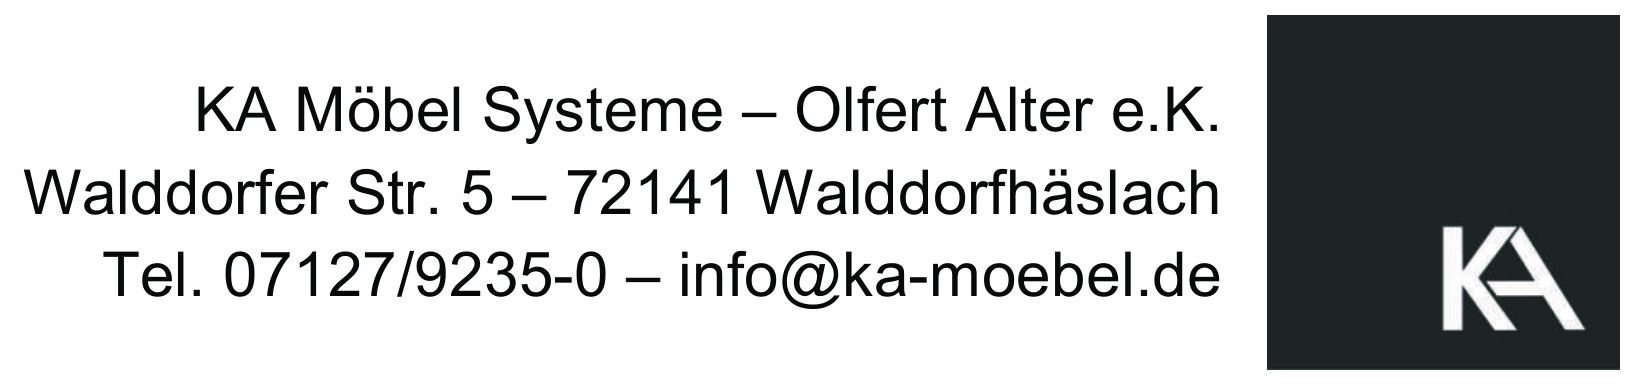 KA Möbel Systeme – Olfert Alter e.K.
Walddorfer Str. 5 – 72141 Walddorfhäslach
Tel. 07127/9235-0 – info@ka-moebel.de
KA